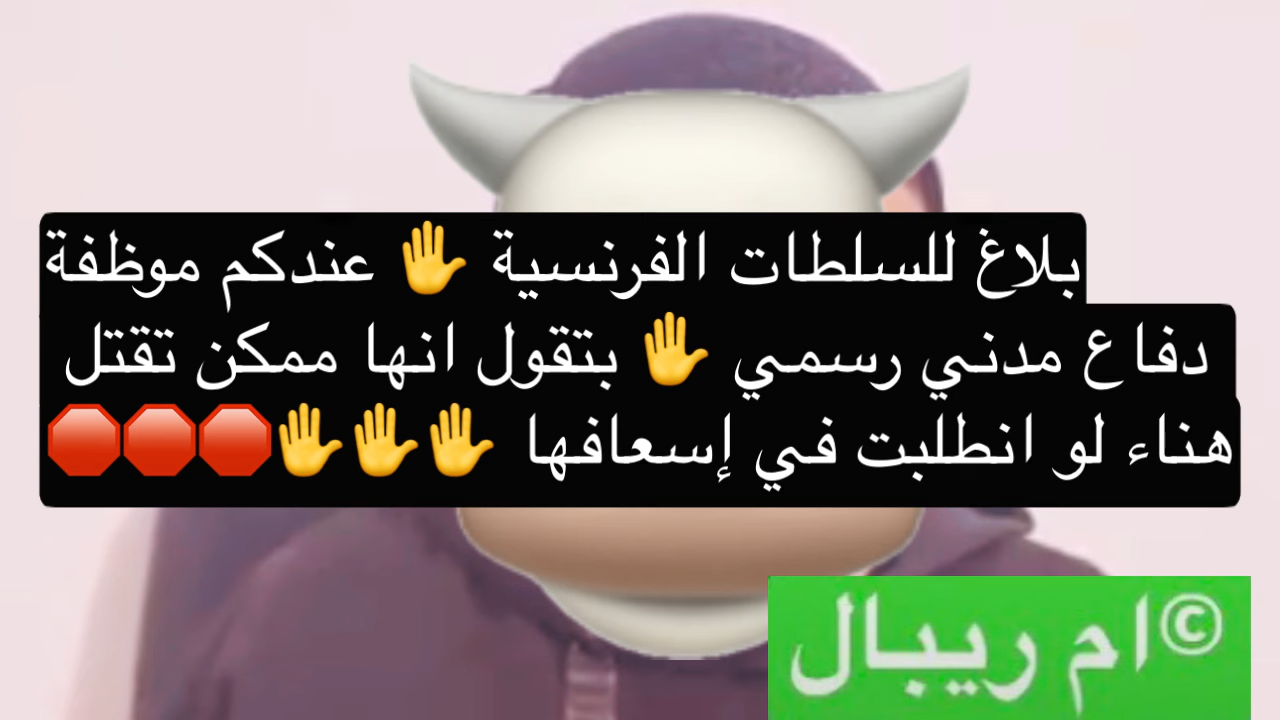 بلاغ للسلطات الفرنسية ✋ عندكم موظفة
دفاع مدني رسمي ✋ بتقول انها ممكن تقتل
هناء لو انطلبت في إسعافها ✋✋✋🛑🛑🛑
©ام ريبال